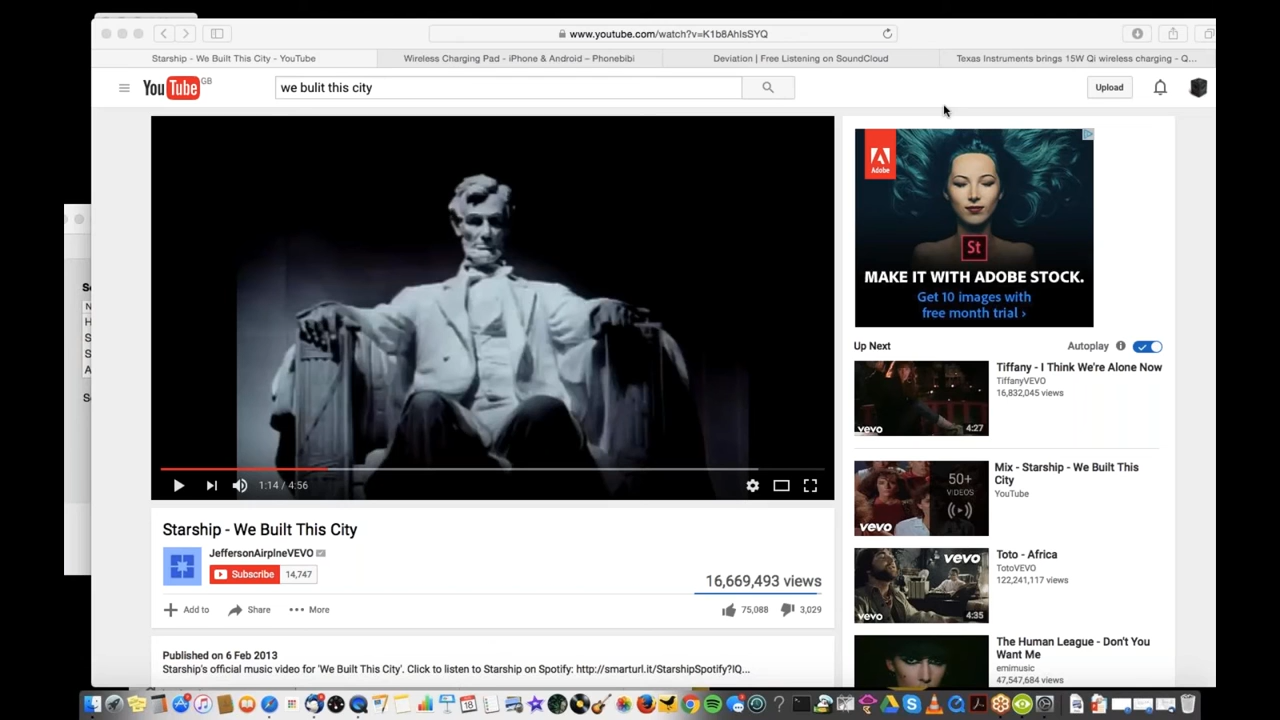 www.youtube.com/watch?v=K1b8AhIsSYQ
Starship - We Built This City - YouTube
Wireless Charging Pad - iPhone & Android – Phonebibi
Deviation | Free Listening on SoundCloud
Texas Instruments brings 15W Qi wireless charging - Q...
YouTube GB
we bulit this city
Upload
Adobe
St
MAKE IT WITH ADOBE STOCK.
Get 10 images with
free month trial ›
Up Next
Autoplay
Tiffany - I Think We're Alone Now
TiffanyVEVO
16,832,045 views
vevo
4:27
Mix - Starship - We Built This
City
YouTube
50+
VIDEOS
vevo
Toto - Africa
TotoVEVO
122,241,117 views
vevo
4:35
The Human League - Don't You
Want Me
emimusic
47,547,684 views
1:14 / 4:56
Starship - We Built This City
JeffersonAirplneVEVO
Subscribe 14,747
16,669,493 views
Add to Share More
75,088 3,029
Published on 6 Feb 2013
Starship's official music video for 'We Built This City'. Click to listen to Starship on Spotify: http://smarturl.it/StarshipSpotify?IQ...
18